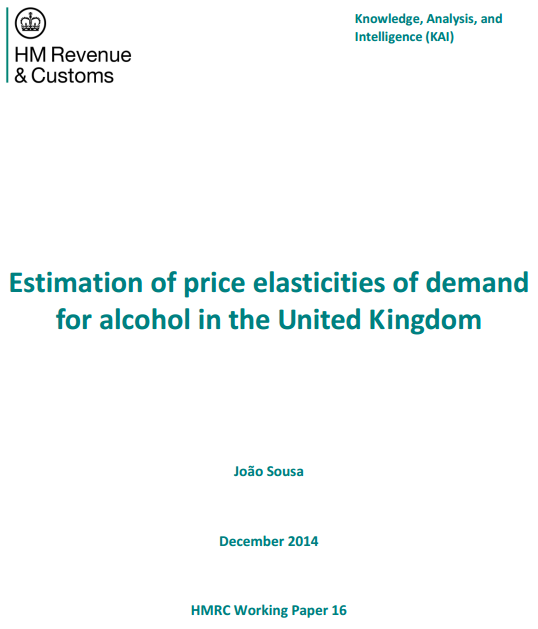 HM Revenue
& Customs
Knowledge, Analysis, and
Intelligence (KAI)
Estimation of price elasticities of demand
for alcohol in the United Kingdom
João Sousa
December 2014
HMRC Working Paper 16